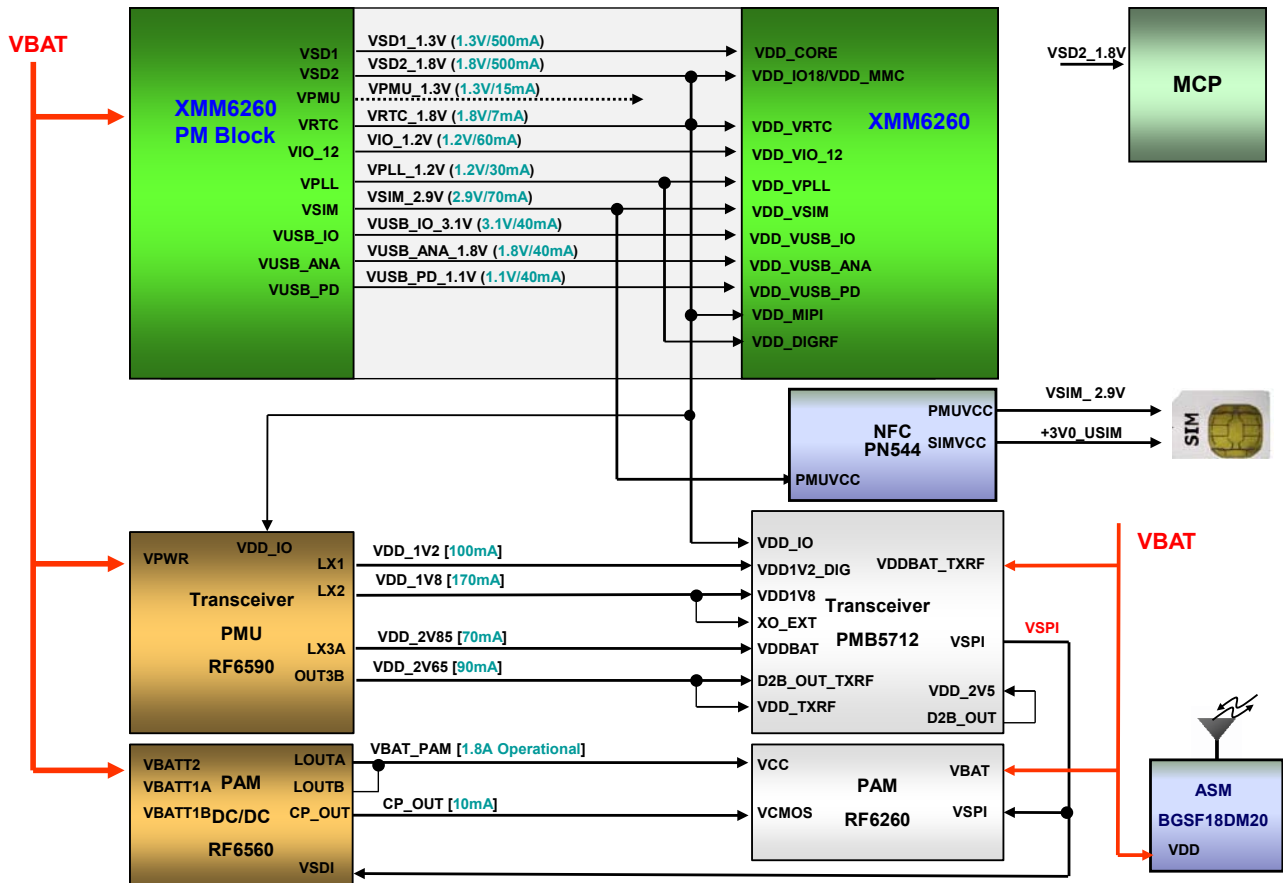 VBAT
XMM6260
PM Block
VSD1
VSD2
VPMU
VRTC
VIO_12
VPLL
VSIM
VUSB_IO
VUSB_ANA
VUSB_PD
VSD1_1.3V (1.3V/500mA)
VSD2_1.8V (1.8V/500mA)
VPMU_1.3V (1.3V/15mA)
VRTC_1.8V (1.8V/7mA)
VIO_1.2V (1.2V/60mA)
VPLL_1.2V (1.2V/30mA)
VSIM_2.9V (2.9V/70mA)
VUSB_IO_3.1V (3.1V/40mA)
VUSB_ANA_1.8V (1.8V/40mA)
VUSB_PD_1.1V (1.1V/40mA)
VDD_CORE
VDD_IO18/VDD_MMC
VDD_VRTC
VDD_VIO_12
VDD_VPLL
VDD_VSIM
VDD_VUSB_IO
VDD_VUSB_ANA
VDD_VUSB_PD
VDD_MIPI
VDD_DIGRF
XMM6260
VSD2_1.8V
MCP
NFC
PN544
PMUVCC
SIMVCC
PMUVCC
VSIM_ 2.9V
+3V0_USIM
SIM
VDD_IO
VPWR
Transceiver
PMU
RF6590
LX1
LX2
LX3A
OUT3B
VDD_1V2 [100mA]
VDD_1V8 [170mA]
VDD_2V85 [70mA]
VDD_2V65 [90mA]
VDD_IO
VDD1V2_DIG
VDD1V8
XO_EXT
VDDBAT
D2B_OUT_TXRF
VDD_TXRF
Transceiver
PMB5712
VDDBAT_TXRF
VSPI
VDD_2V5
D2B_OUT
VBAT
VSPI
VBATT2
VBATT1A
VBATT1B
PAM
DC/DC
RF6560
LOUTA
LOUTB
CP_OUT
VSDI
VBAT_PAM [1.8A Operational]
CP_OUT [10mA]
VCC
VCMOS
PAM
RF6260
VBAT
VSPI
ASM
BGSF18DM20
VDD